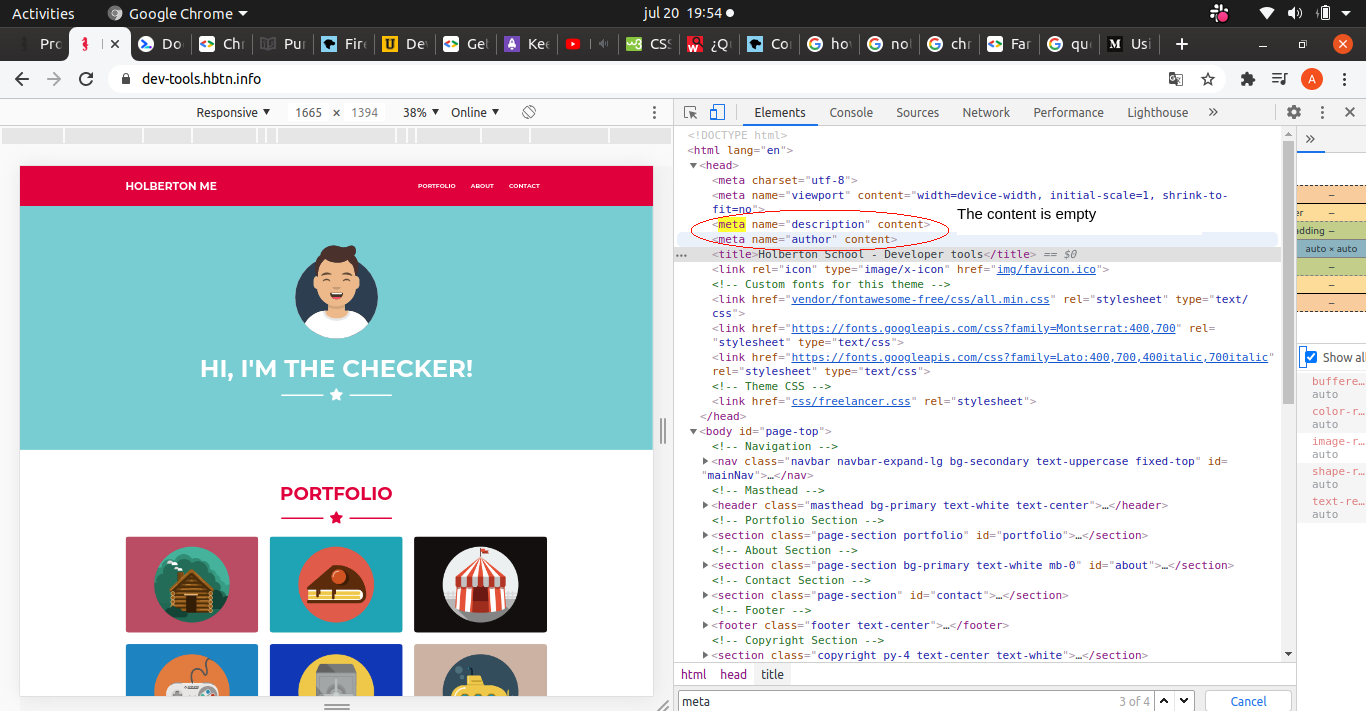 Activities Google Chrome jul 20 19:54
Pro Do Chr Pur Fire Dev Gel Kee CSS ¿Q Co hov not chr Far que Usi
dev-tools.hbtn.info A
Responsive 1665 × 1394 38% Online
Elements Console Sources Network Performance Lighthouse »
HOLBERTON ME PORTFOLIO ABOUT CONTACT
HI, I'M THE CHECKER!
PORTFOLIO
<!DOCTYPE html>
<html lang="en">
<head>
<meta charset="utf-8">
<meta name="viewport" content="width=device-width, initial-scale=1, shrink-to-
fit=no">
<meta name="description" content>
The content is empty
<meta name="author" content>
… <title>Holberton School - Developer tools</title> == $0
<link rel="icon" type="image/x-icon" href="img/favicon.ico">
<!-- Custom fonts for this theme -->
<link href="vendor/fontawesome-free/css/all.min.css" rel="stylesheet" type="text/
css">
<link href="https://fonts.googleapis.com/css?family=Montserrat:400,700" rel=
"stylesheet" type="text/css">
<link href="https://fonts.googleapis.com/css?family=Lato:400,700,400italic,700italic"
rel="stylesheet" type="text/css">
<!-- Theme CSS -->
<link href="css/freelancer.css" rel="stylesheet">
</head>
<body id="page-top">
<!-- Navigation -->
<nav class="navbar navbar-expand-lg bg-secondary text-uppercase fixed-top" id=
"mainNav">…</nav>
<!-- Masthead -->
<header class="masthead bg-primary text-white text-center">…</header>
<!-- Portfolio Section -->
<section class="page-section portfolio" id="portfolio">…</section>
<!-- About Section -->
<section class="page-section bg-primary text-white mb-0" id="about">…</section>
<!-- Contact Section -->
<section class="page-section" id="contact">…</section>
<!-- Footer -->
<footer class="footer text-center">…</footer>
<!-- Copyright Section -->
<section class="copyright py-4 text-center text-white">…</section>
html head title
meta 3 of 4 Cancel
»
–
er –
adding –
auto × auto
–
–
–
Show all
buffere…
auto
color-r…
auto
image-r…
auto
shape-r…
auto
text-re…
auto